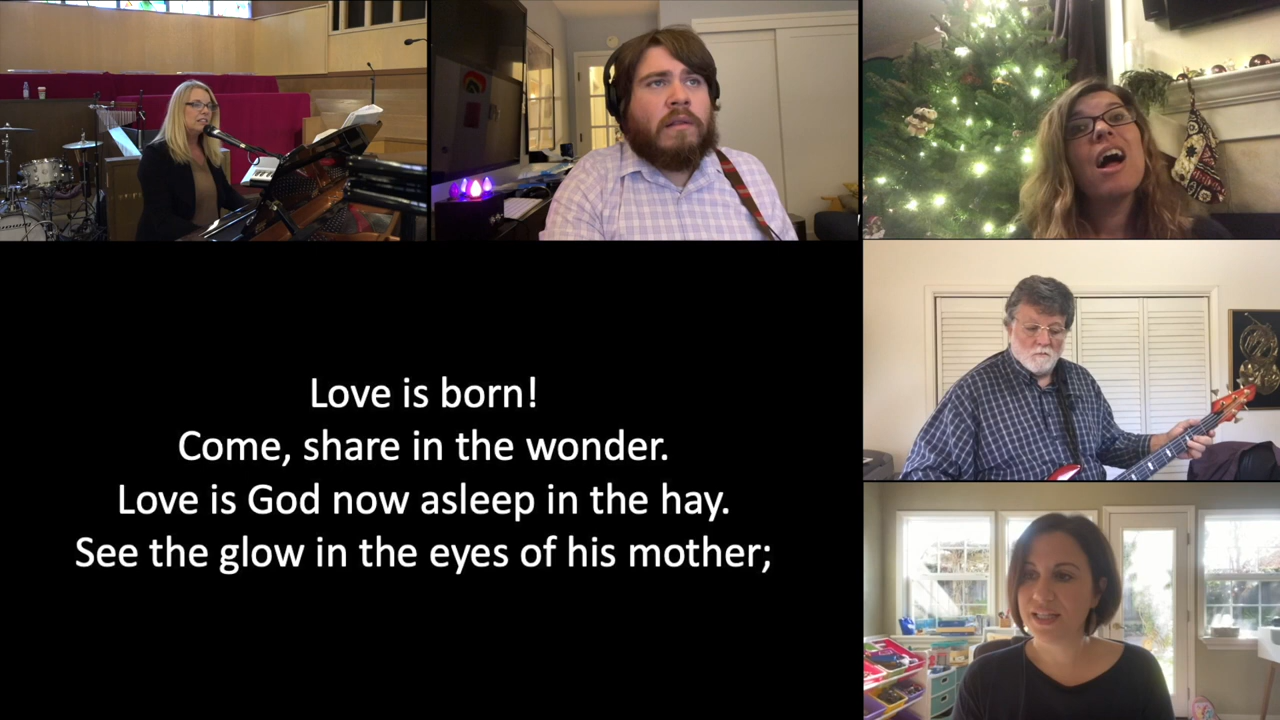 Love is born!
Come, share in the wonder.
Love is God now asleep in the hay.
See the glow in the eyes of his mother;